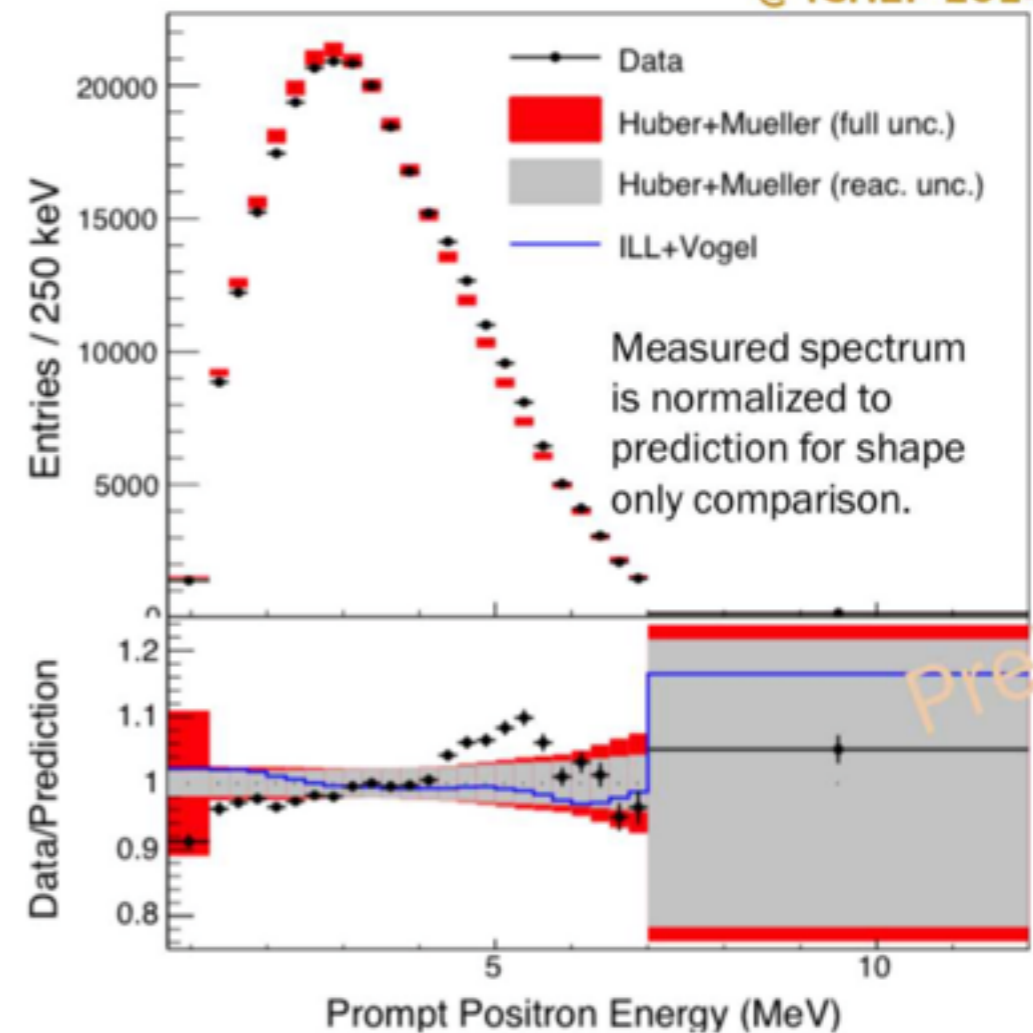 20000
15000
10000
5000
0
Entries / 250 keV
Data
Huber+Mueller (full unc.)
Huber+Mueller (reac. unc.)
ILL+Vogel
Measured spectrum
is normalized to
prediction for shape
only comparison.
1.2
1.1
1
0.9
0.8
Data/Prediction
Pre
5
10
Prompt Positron Energy (MeV)